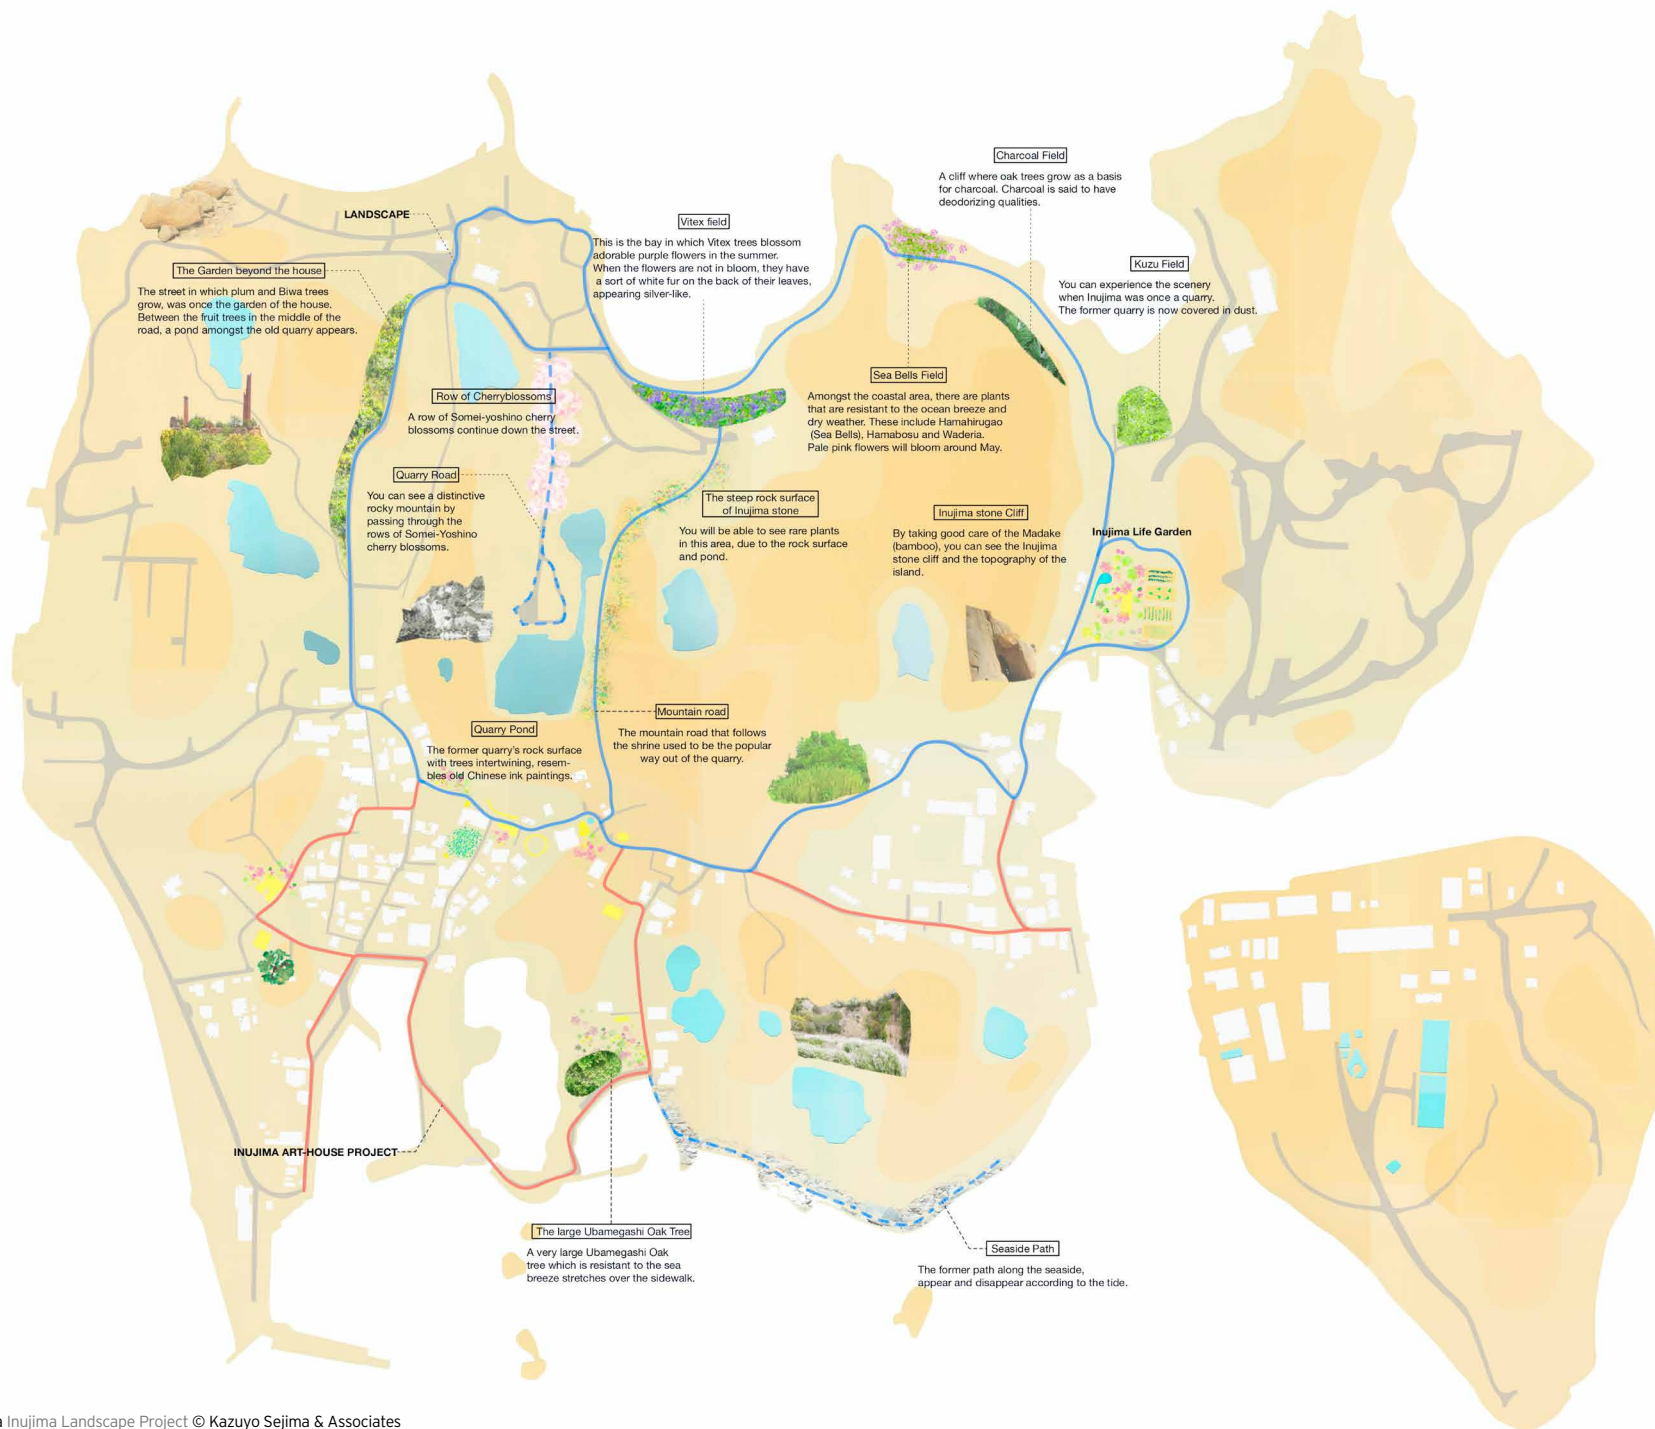 Charcoal Field
A cliff where oak trees grow as a basis
for charcoal. Charcoal is said to have
deodorizing qualities.
LANDSCAPE
Vitex field
This is the bay in which Vitex trees blossom
adorable purple flowers in the summer.
When the flowers are not in bloom, they have
a sort of white fur on the back of their leaves,
appearing silver-like.
The Garden beyond the house
The street in which plum and Biwa trees
grow, was once the garden of the house.
Between the fruit trees in the middle of the
road, a pond amongst the old quarry appears.
Kuzu Field
You can experience the scenery
when Inujima was once a quarry.
The former quarry is now covered in dust.
Row of Cherryblossoms
A row of Somei-yoshino cherry
blossoms continue down the street.
Sea Bells Field
Amongst the coastal area, there are plants
that are resistant to the ocean breeze and
dry weather. These include Hamahirugao
(Sea Bells), Hamabosu and Waderia.
Pale pink flowers will bloom around May.
Quarry Road
You can see a distinctive
rocky mountain by
passing through the
rows of Somei-Yoshino
cherry blossoms.
The steep rock surface
of Inujima stone
You will be able to see rare plants
in this area, due to the rock surface
and pond.
Inujima stone Cliff
By taking good care of the Madake
(bamboo), you can see the Inujima
stone cliff and the topography of the
island.
Inujima Life Garden
Quarry Pond
The former quarry's rock surface
with trees intertwining, resem-
bles old Chinese ink paintings.
Mountain road
The mountain road that follows
the shrine used to be the popular
way out of the quarry.
INUJIMA ART-HOUSE PROJECT
The large Ubamegashi Oak Tree
A very large Ubamegashi Oak
tree which is resistant to the sea
breeze stretches over the sidewalk.
Seaside Path
The former path along the seaside,
appear and disappear according to the tide.
a Inujima Landscape Project © Kazuyo Sejima & Associates